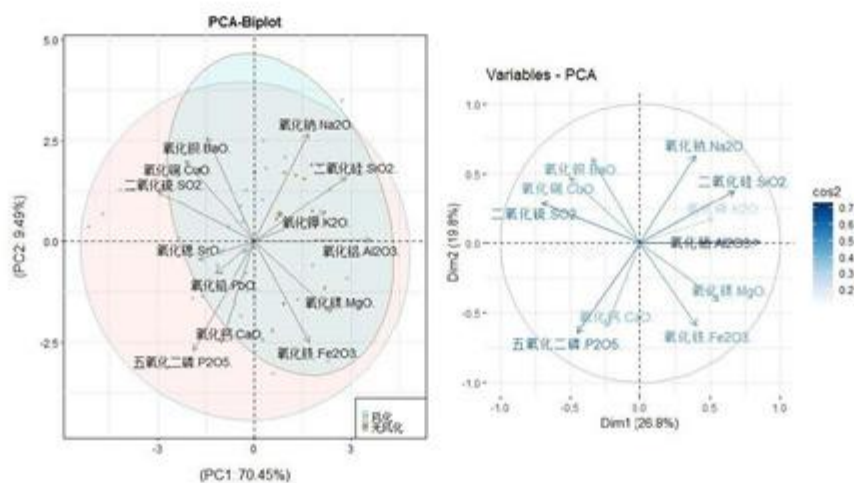 PCA-Biplot
5.0
2.5
0.0
-2.5
-3
0
3
(PC2: 9.49%)
(PC1: 70.45%)
氧化钠.Na2O.
氧化钡.BaO.
氧化铜.CuO.
二氧化硅.SiO2.
二氧化硫.SO2.
氧化钾.K2O.
氧化锶.SrO.
氧化铝.Al2O3.
氧化铅.PbO.
氧化镁.MgO.
氧化钙.CaO.
氧化铁.Fe2O3.
五氧化二磷.P2O5.
风化
无风化
Variables - PCA
1.0
0.5
0.0
-0.5
-1.0
-1.0
-0.5
0.0
0.5
1.0
Dim2 (19.8%)
Dim1 (26.8%)
氧化钠.Na2O.
氧化钡.BaO.
氧化铜.CuO.
二氧化硅.SiO2.
二氧化硫.SO2.
K2O.
氧化铝.Al2O3.
氧化镁.MgO.
氧化钙.CaO.
氧化铁.Fe2O3.
五氧化二磷.P2O5.
cos2
0.7
0.6
0.5
0.4
0.3
0.2